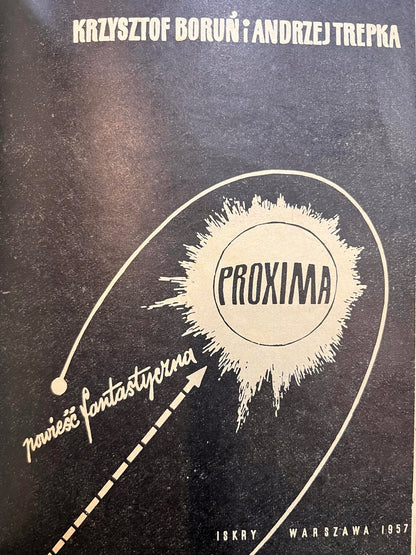 KRZYSZTOF BORUŃ i ANDRZEJ TREPKA
PROXIMA
powieść fantastyczna
ISKRY WARSZAWA 1957